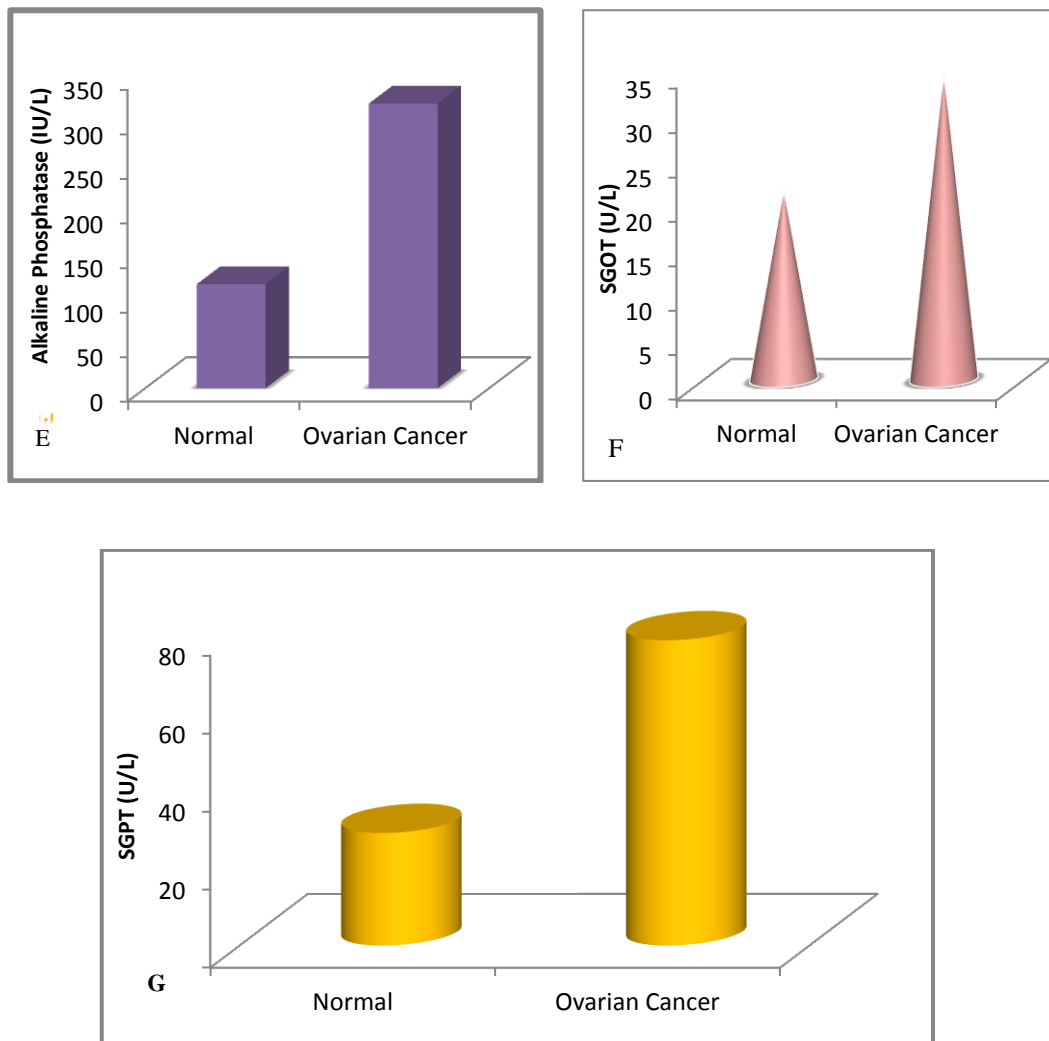 Alkaline Phosphatase (IU/L)
350
300
250
200
150
100
50
0
Normal Ovarian Cancer
E
SGOT (U/L)
35
30
25
20
15
10
5
0
Normal Ovarian Cancer
F
SGPT (U/L)
80
60
40
20
Normal Ovarian Cancer
G